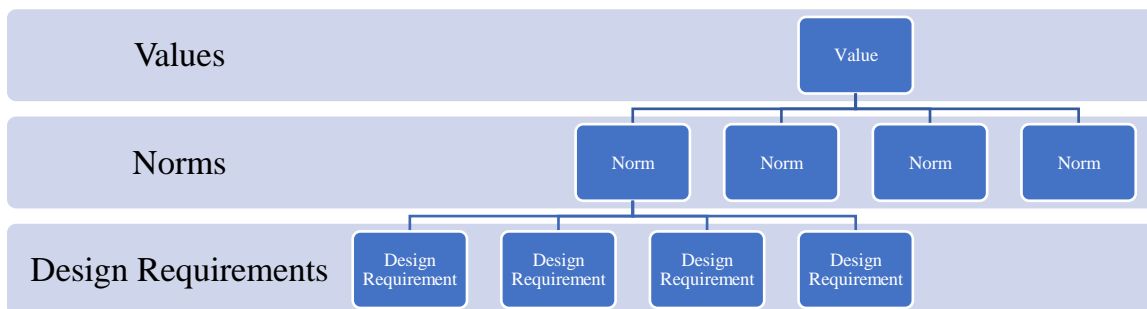 Values
Value
Norms
Norm
Norm
Norm
Norm
Design Requirements
Design
Requirement
Design
Requirement
Design
Requirement
Design
Requirement